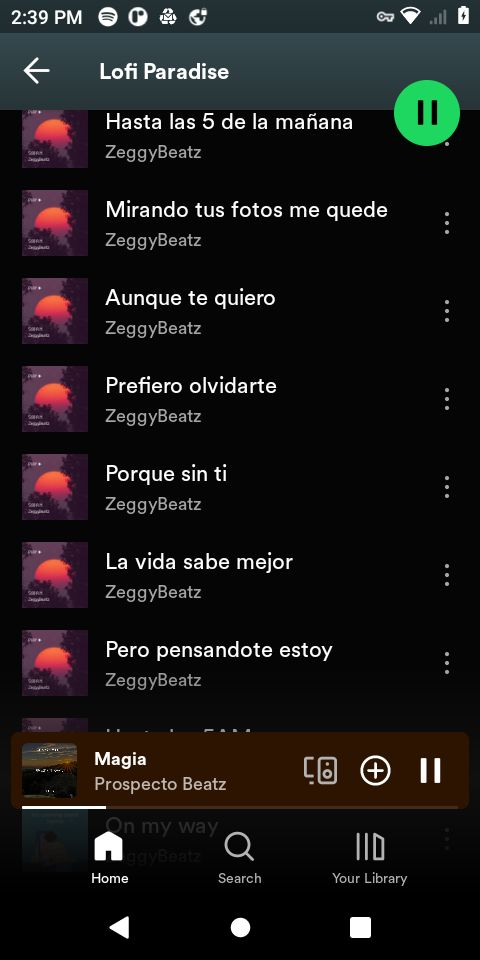 2:39 PM
Lofi Paradise
Hasta las 5 de la mañana
ZeggyBeatz
Mirando tus fotos me quede
ZeggyBeatz
Aunque te quiero
ZeggyBeatz
Prefiero olvidarte
ZeggyBeatz
Porque sin ti
ZeggyBeatz
La vida sabe mejor
ZeggyBeatz
Pero pensandote estoy
ZeggyBeatz
Magia
Prospecto Beatz
On my way
Home
Search
Your Library